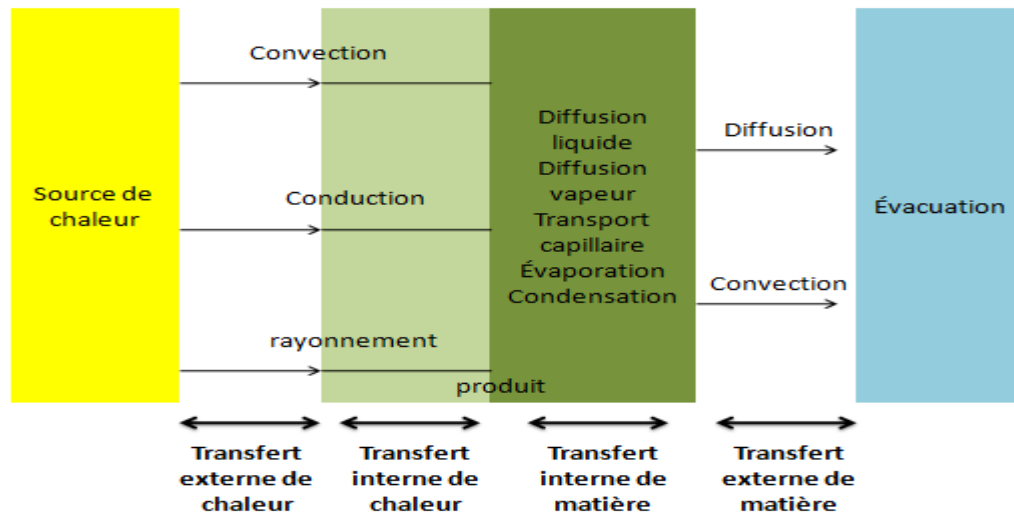 Convection
Diffusion
liquide
Diffusion
vapeur
Transport
capillaire
Évaporation
Condensation
Diffusion
Source de
chaleur
Conduction
Évacuation
Convection
rayonnement
produit
Transfert
externe de
chaleur
Transfert
interne de
chaleur
Transfert
interne de
matière
Transfert
externe de
matière